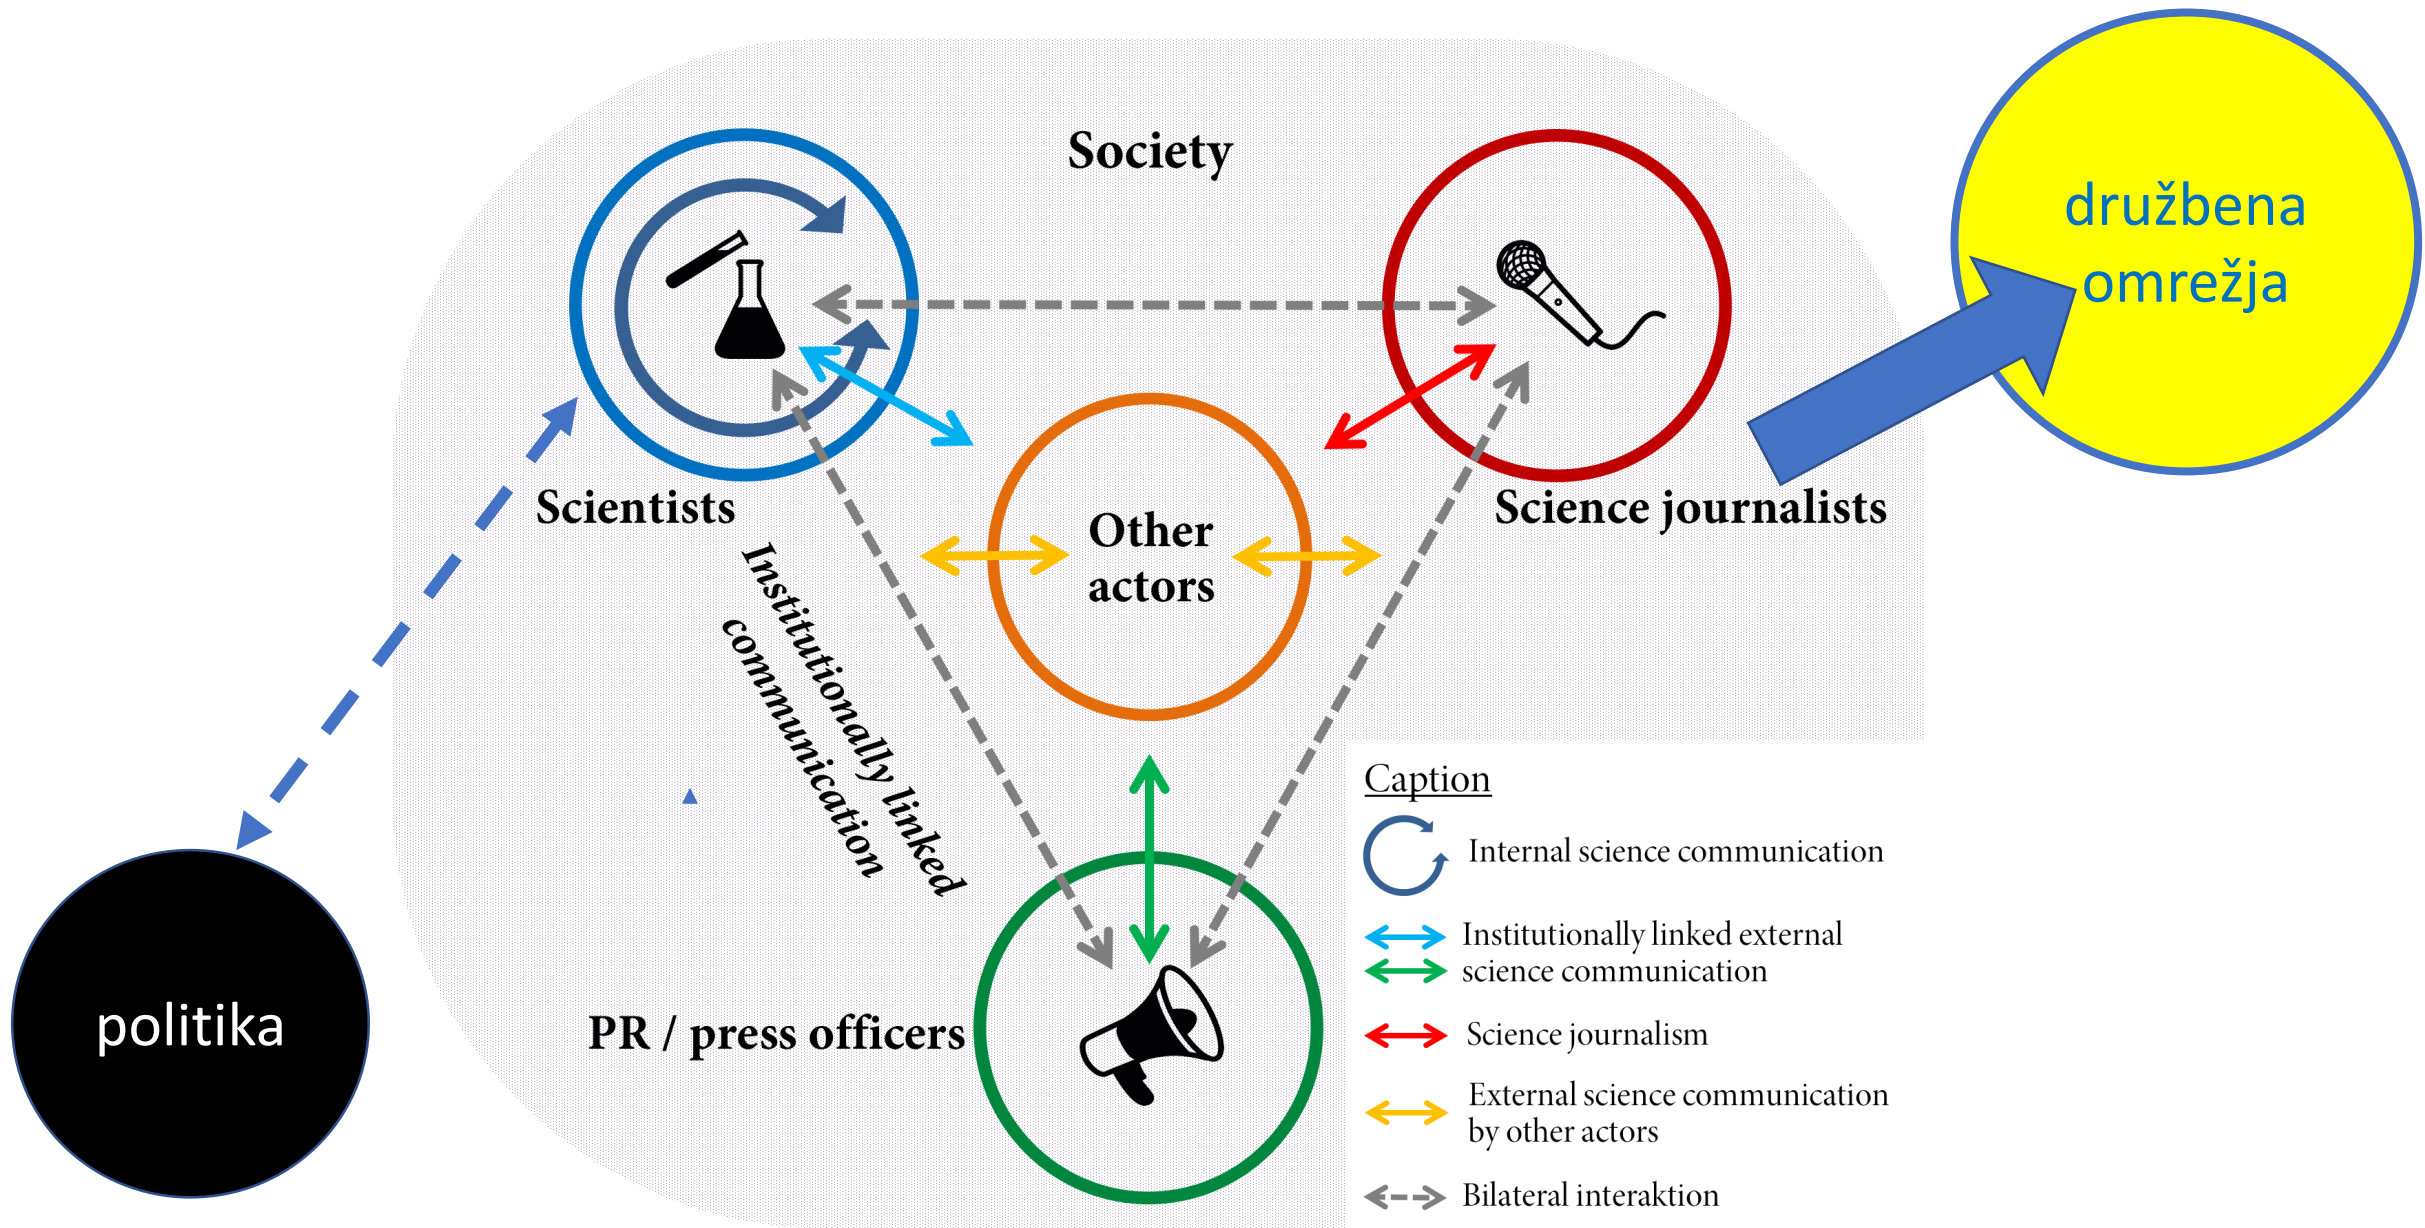 Society
družbena
omrežja
Scientists
Science journalists
Other
actors
Institutionally linked
communication
PR / press officers
politika
Caption
Internal science communication
Institutionally linked external
science communication
Science journalism
External science communication
by other actors
Bilateral interaktion